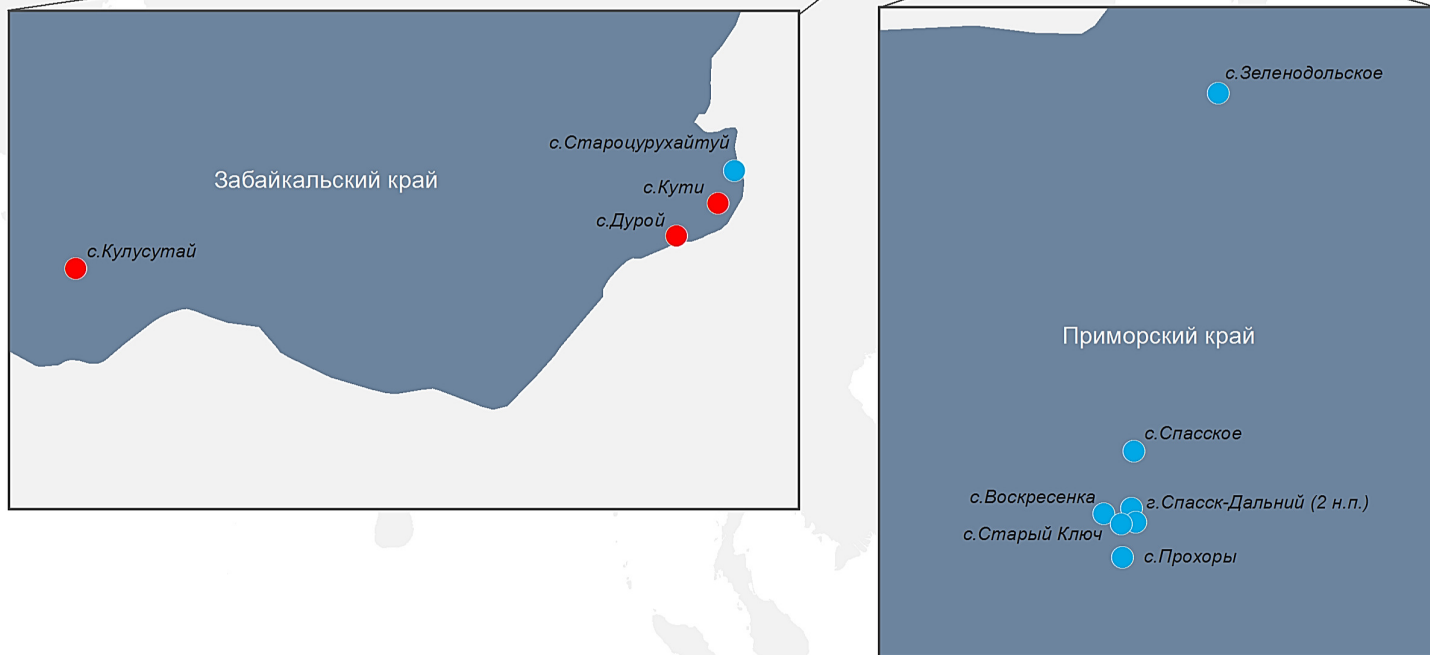 с.Староцурухайтуй
Забайкальский край
с.Кути
с.Дурой
с.Кулусутай
с.Зеленодольское
Приморский край
с.Спасское
с.Воскресенка
г.Спасск-Дальний (2 н.п.)
с.Старый Ключ
с.Прохоры